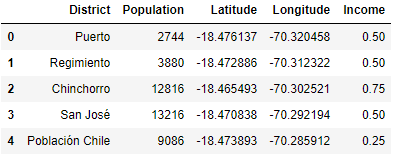 District Population Latitude Longitude Income
0 Puerto 2744 -18.476137 -70.320458 0.50
1 Regimiento 3880 -18.472886 -70.312322 0.50
2 Chinchorro 12816 -18.465493 -70.302521 0.75
3 San José 13216 -18.470838 -70.292194 0.50
4 Población Chile 9086 -18.473893 -70.285912 0.25